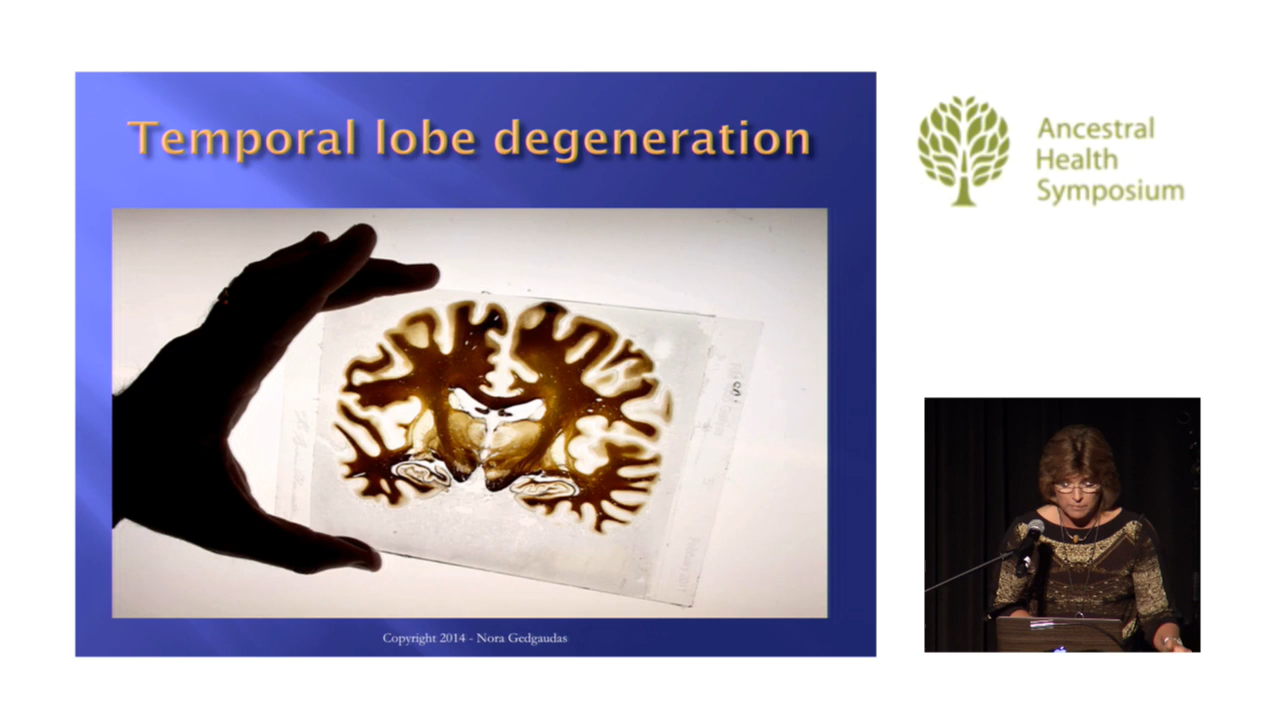 Temporal lobe degeneration
Copyright 2014 - Nora Gedgaudas
Ancestral
Health
Symposium